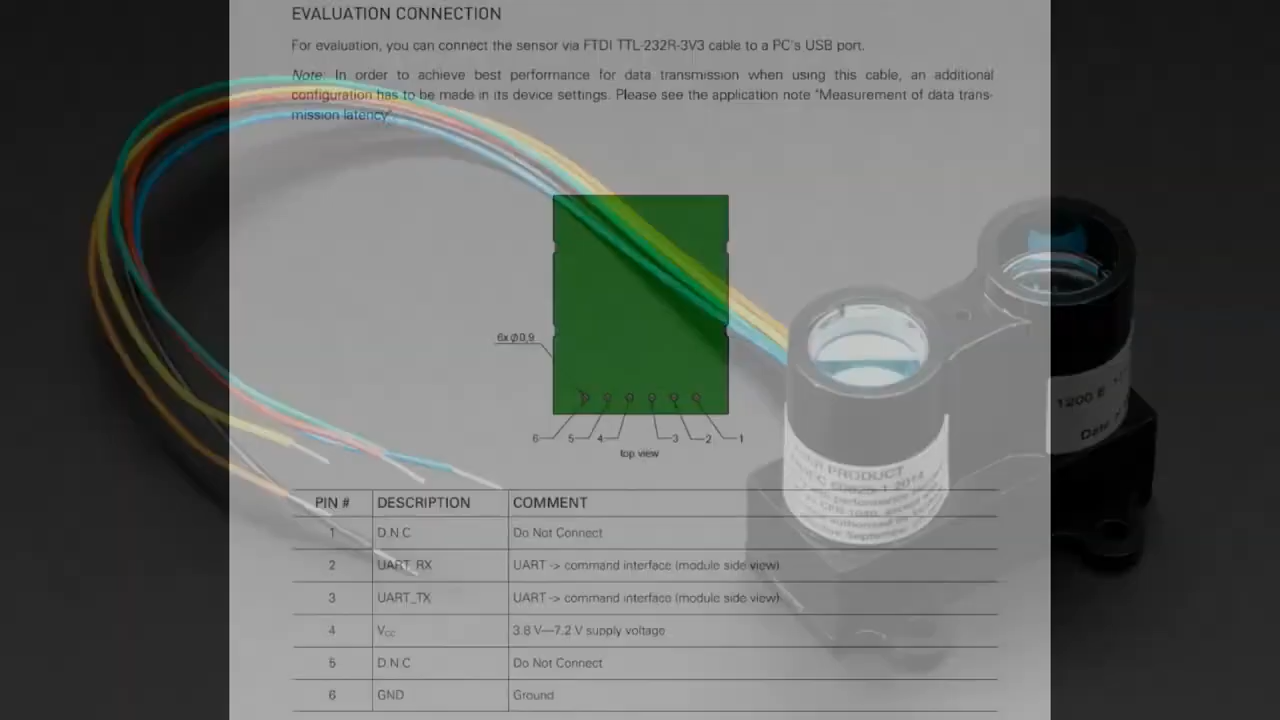 EVALUATION CONNECTION
For evaluation, you can connect the sensor via FTDI TTL-232R-3V3 cable to a PC's USB port.
Note: In order to achieve best performance for data transmission when using this cable, an additional
configuration has to be made in its device settings. Please see the application note "Measurement of data trans-
mission latency".
6x Ø0,9
6 5 4 3 2 1
top view
PIN # DESCRIPTION COMMENT
1 D.N.C Do Not Connect
2 UART_RX UART -> command interface (module side view)
3 UART_TX UART -> command interface (module side view)
4 Vcc 3.8 V—7.2 V supply voltage
5 D.N.C Do Not Connect
6 GND Ground
PRODUCT
1200 E